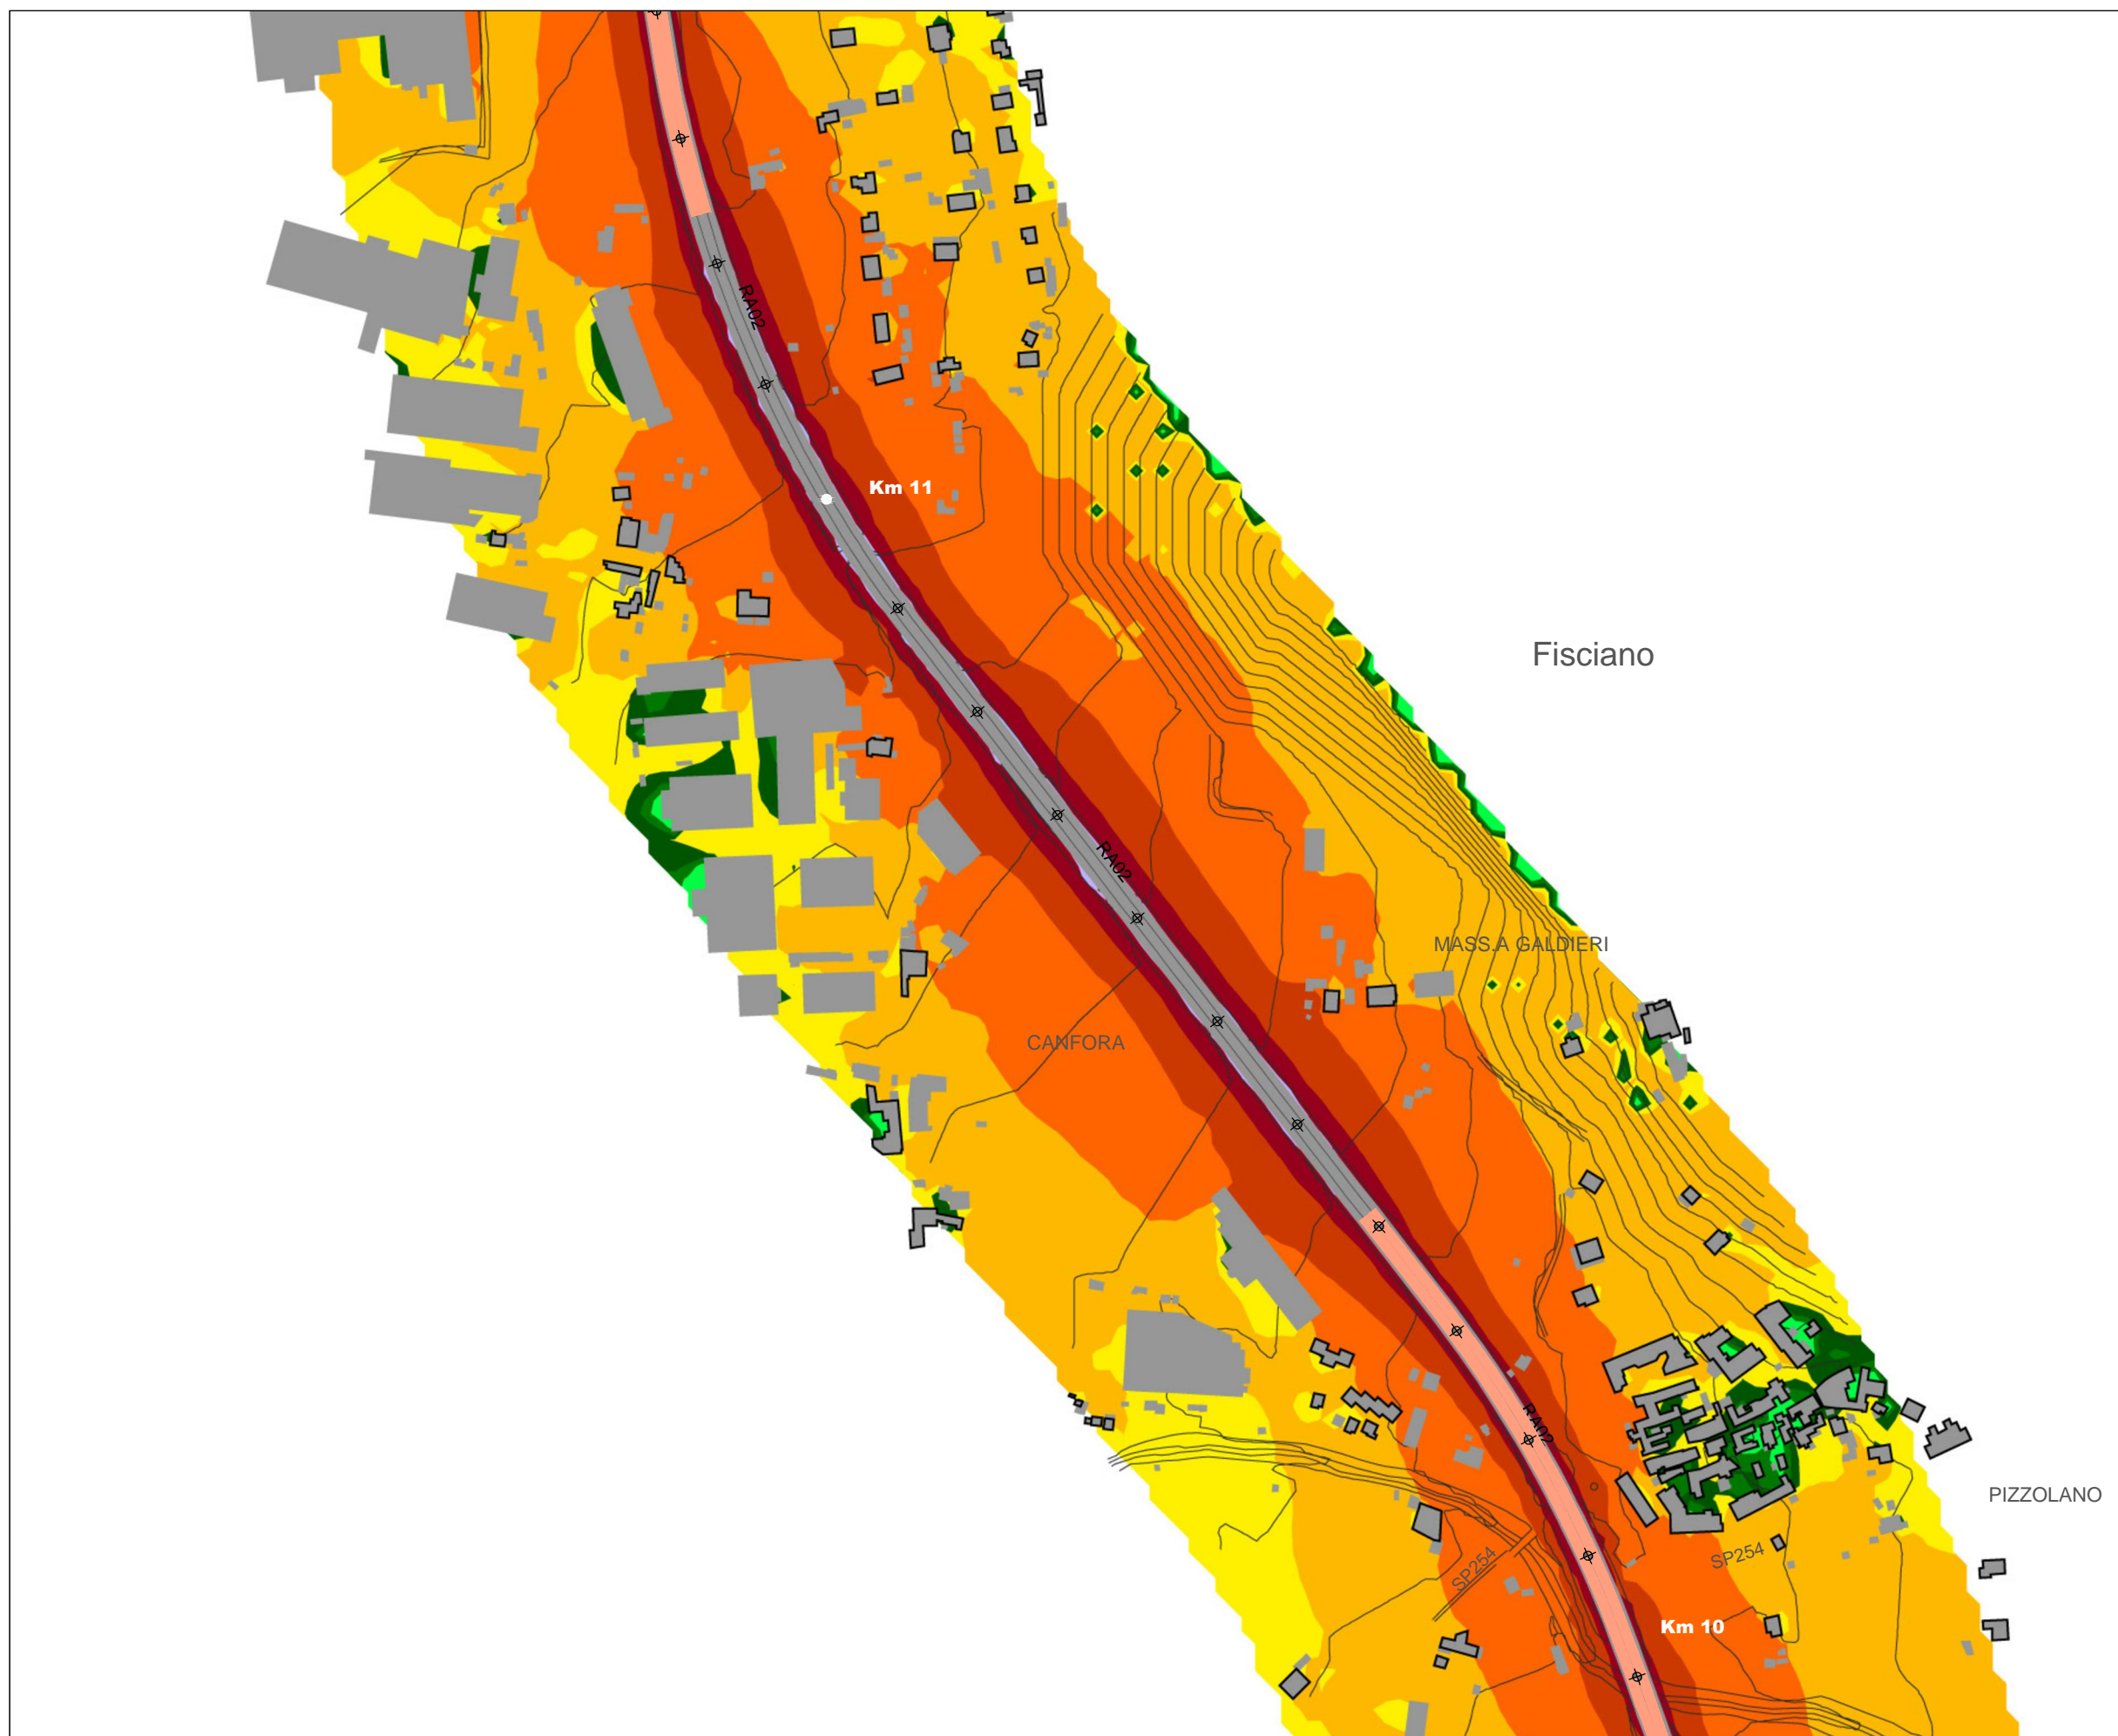 RA02
Km 11
Fisciano
RA02
MASS.A GALDIERI
CANFORA
RA02
PIZZOLANO
SP254
SP254
Km 10